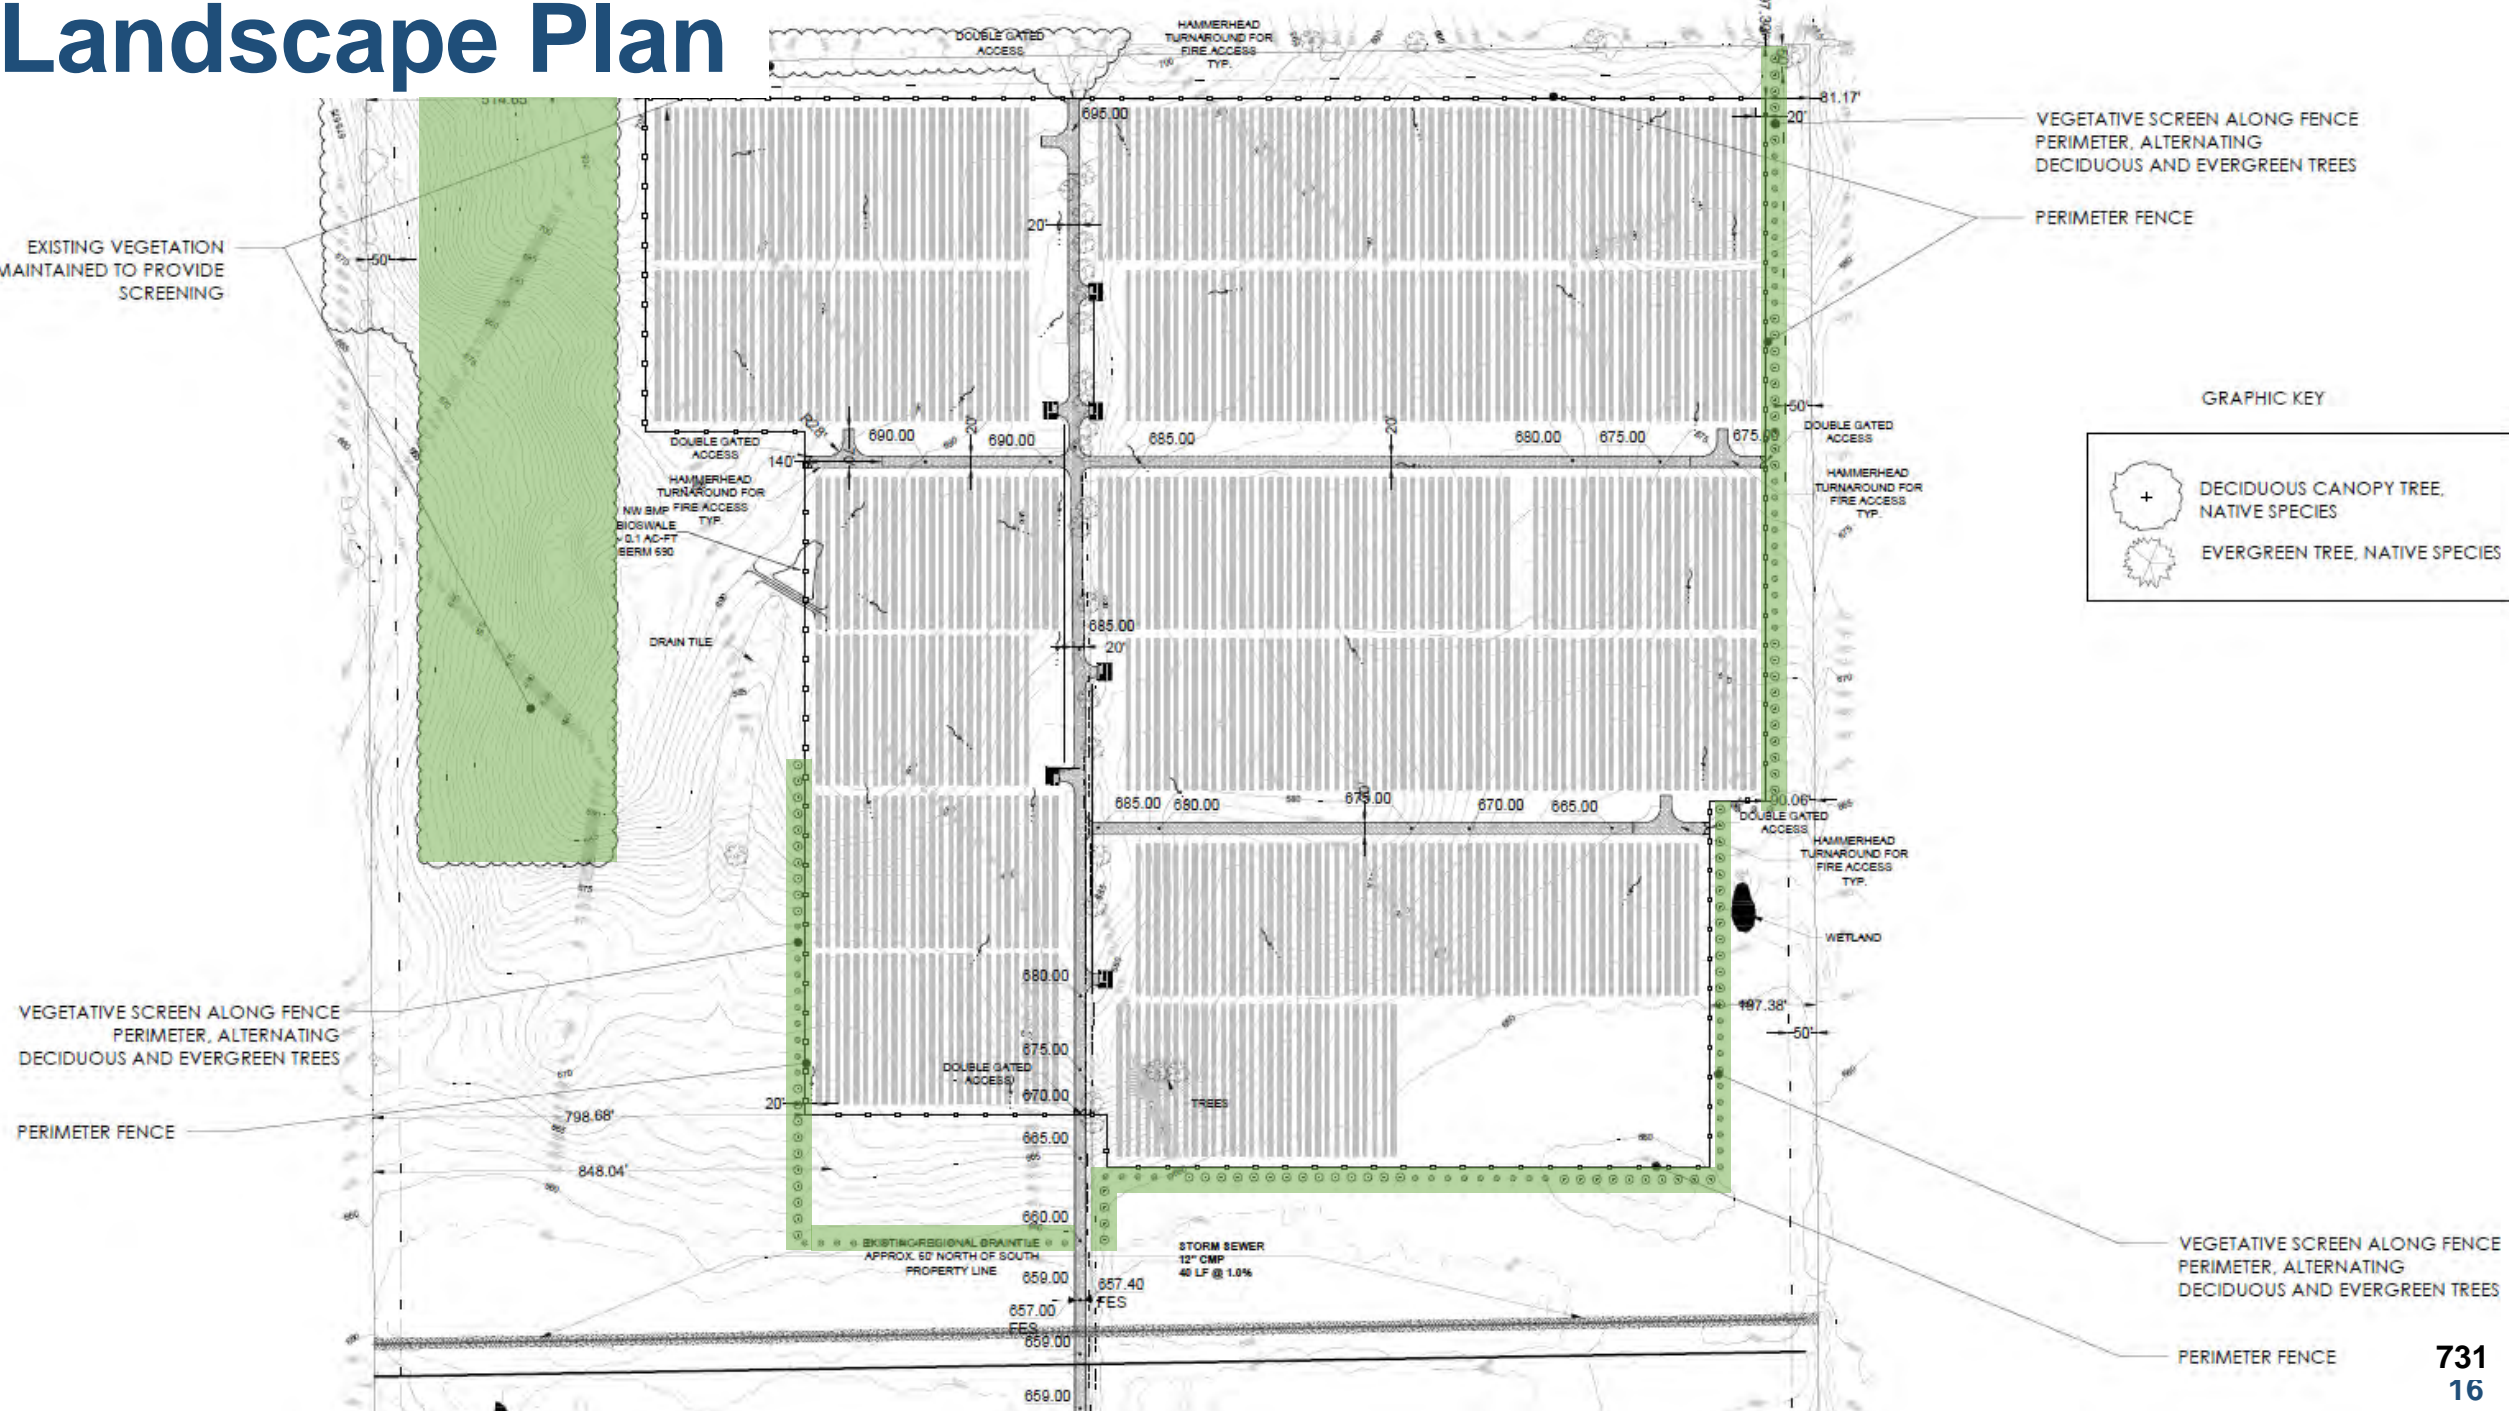 Landscape Plan
DOUBLE GATED
ACCESS
HAMMERHEAD
TURNAROUND FOR
FIRE ACCESS
TYP.
81.17'
20'
695.00
VEGETATIVE SCREEN ALONG FENCE
PERIMETER, ALTERNATING
DECIDUOUS AND EVERGREEN TREES
PERIMETER FENCE
EXISTING VEGETATION
MAINTAINED TO PROVIDE
SCREENING
50'
20'
GRAPHIC KEY
DECIDUOUS CANOPY TREE,
NATIVE SPECIES
EVERGREEN TREE, NATIVE SPECIES
50'
DOUBLE GATED
ACCESS
HAMMERHEAD
TURNAROUND FOR
FIRE ACCESS
TYP.
R28'
DOUBLE GATED
ACCESS
140'
690.00
690.00
20'
685.00
20'
680.00
675.00
HAMMERHEAD
TURNAROUND FOR
FIRE ACCESS
TYP.
NW BMP
BIOSWALE
0.1 AC-FT
BERM 690
DRAIN TILE
685.00
20'
685.00
680.00
675.00
670.00
665.00
DOUBLE GATED
ACCESS
HAMMERHEAD
TURNAROUND FOR
FIRE ACCESS
TYP.
WETLAND
197.38'
50'
680.00
675.00
DOUBLE GATED
ACCESS
670.00
665.00
TREES
VEGETATIVE SCREEN ALONG FENCE
PERIMETER, ALTERNATING
DECIDUOUS AND EVERGREEN TREES
PERIMETER FENCE
20'
798.68'
848.04'
660.00
EXISTING REGIONAL DRAINTILE
APPROX. 60' NORTH OF SOUTH
PROPERTY LINE
659.00
657.00
FES
659.00
659.00
657.40
FES
STORM SEWER
12" CMP
40 LF @ 1.0%
VEGETATIVE SCREEN ALONG FENCE
PERIMETER, ALTERNATING
DECIDUOUS AND EVERGREEN TREES
PERIMETER FENCE
731
16